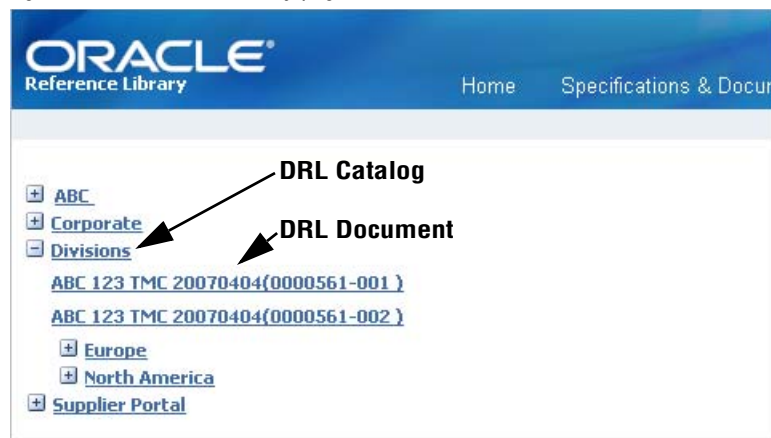 ORACLE®
Reference Library
Home Specifications & Docu
DRL Catalog
ABC
Corporate
DRL Document
Divisions
ABC 123 TMC 20070404(0000561-001 )
ABC 123 TMC 20070404(0000561-002 )
Europe
North America
Supplier Portal